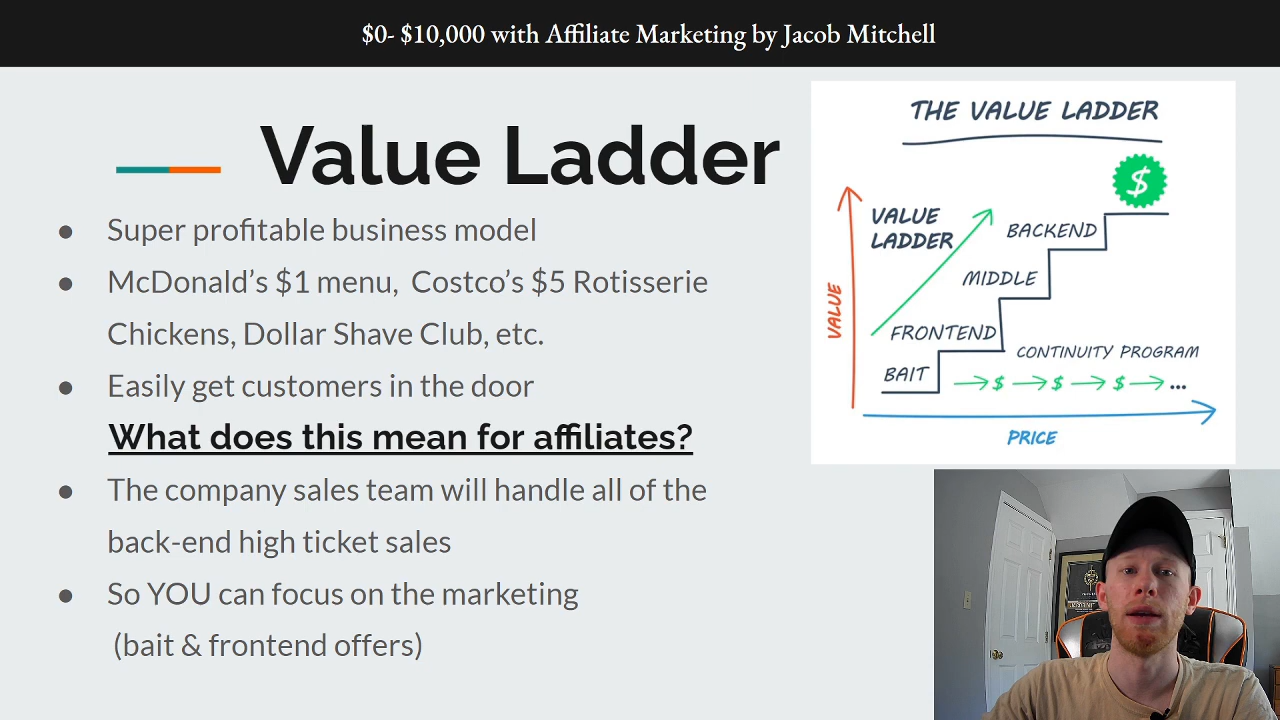 $0- $10,000 with Affiliate Marketing by Jacob Mitchell
Value Ladder
● Super profitable business model
● McDonald's $1 menu,  Costco's $5 Rotisserie
Chickens, Dollar Shave Club, etc.
● Easily get customers in the door
What does this mean for affiliates?
● The company sales team will handle all of the
back-end high ticket sales
● So YOU can focus on the marketing
(bait & frontend offers)
THE VALUE LADDER
$
VALUE
LADDER
BACKEND
MIDDLE
FRONTEND
BAIT
CONTINUITY PROGRAM
→$ →$ →$ → ...
VALUE
PRICE